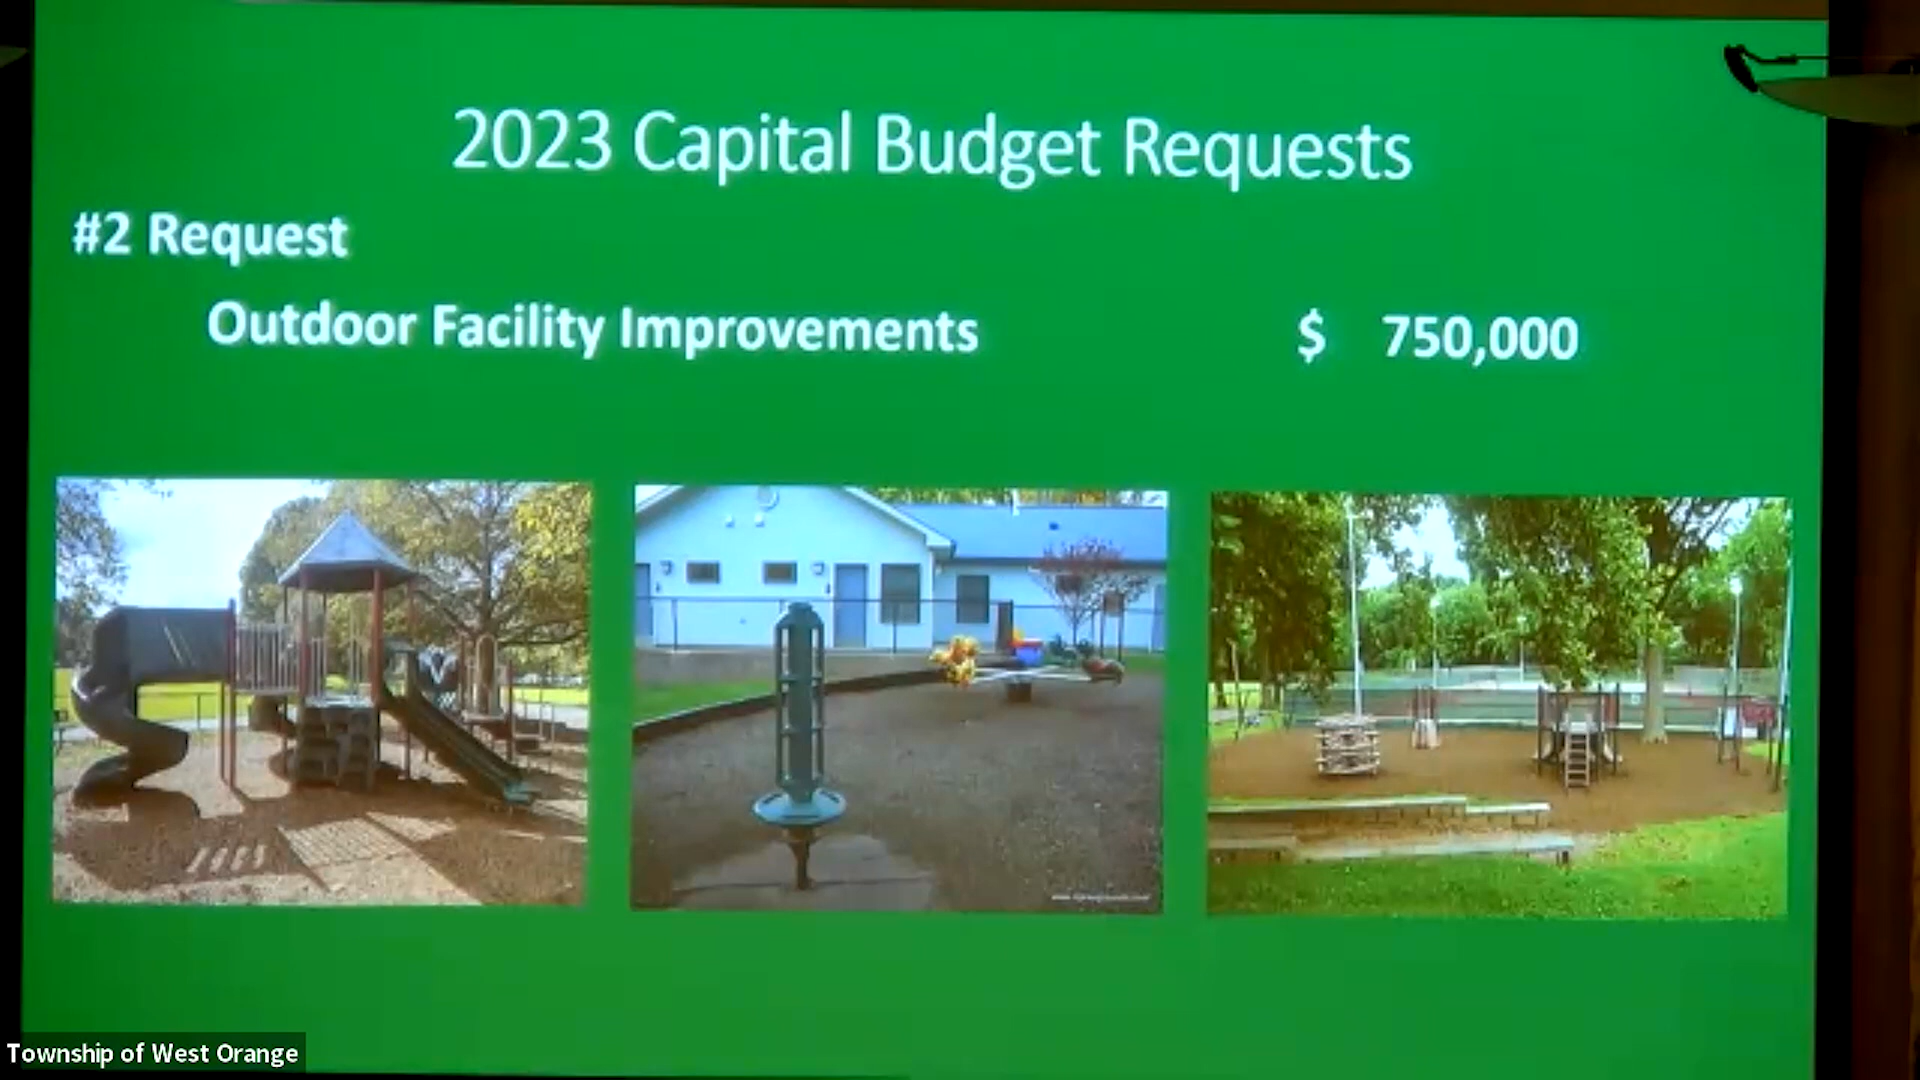 2023 Capital Budget Requests
#2 Request
Outdoor Facility Improvements $ 750,000
Township of West Orange